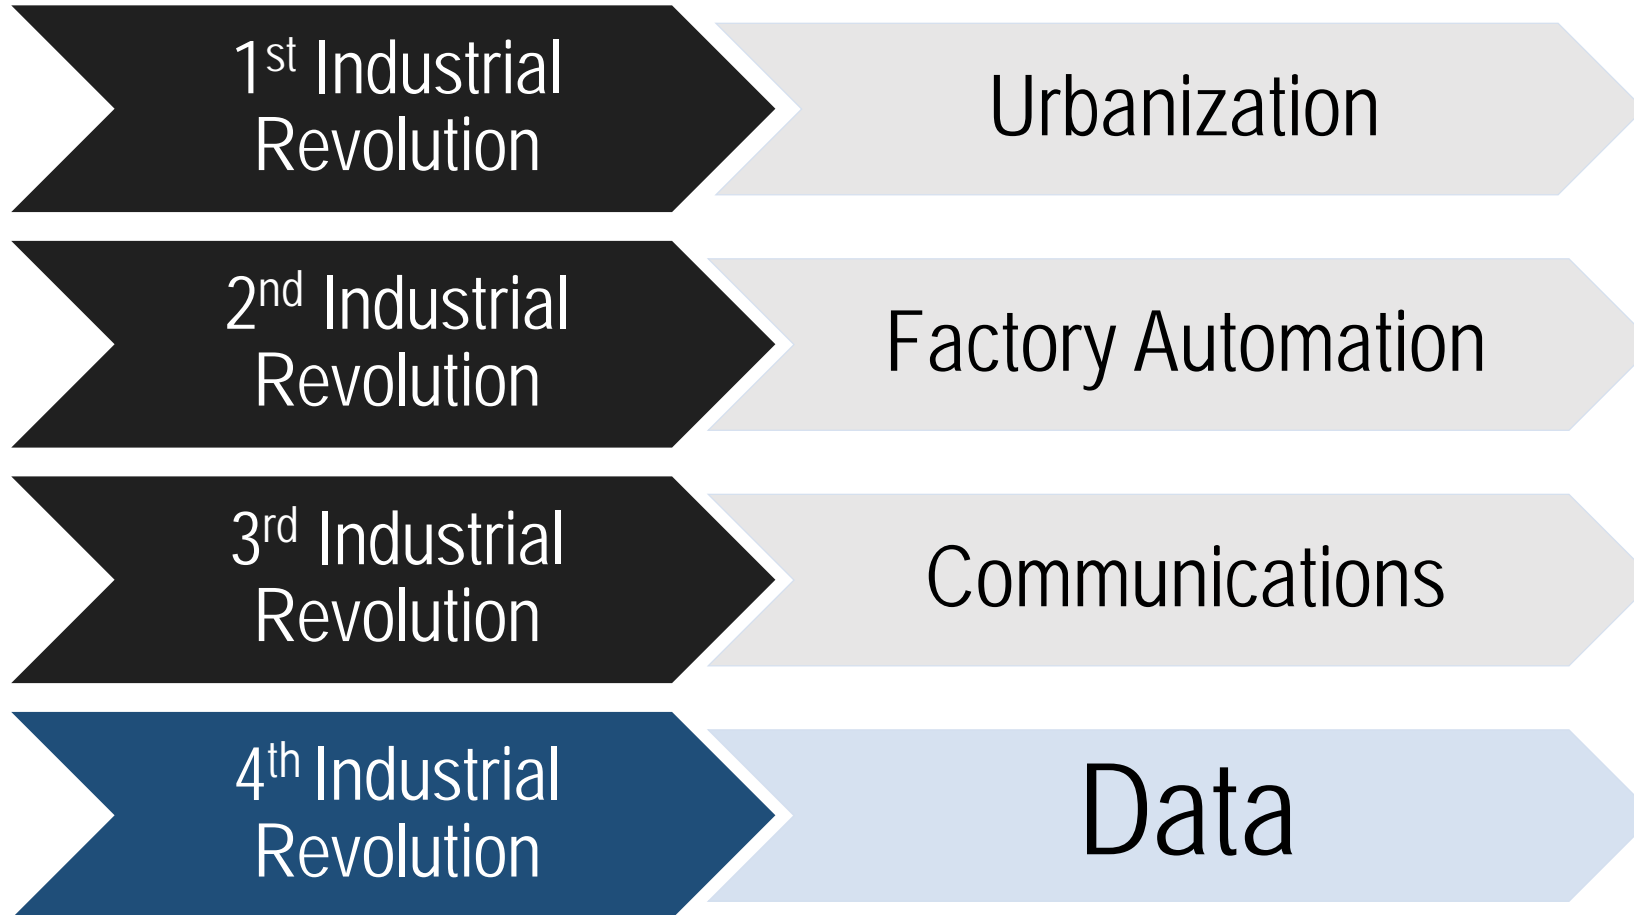 1st Industrial
Revolution
Urbanization
2nd Industrial
Revolution
Factory Automation
3rd Industrial
Revolution
Communications
4th Industrial
Revolution
Data